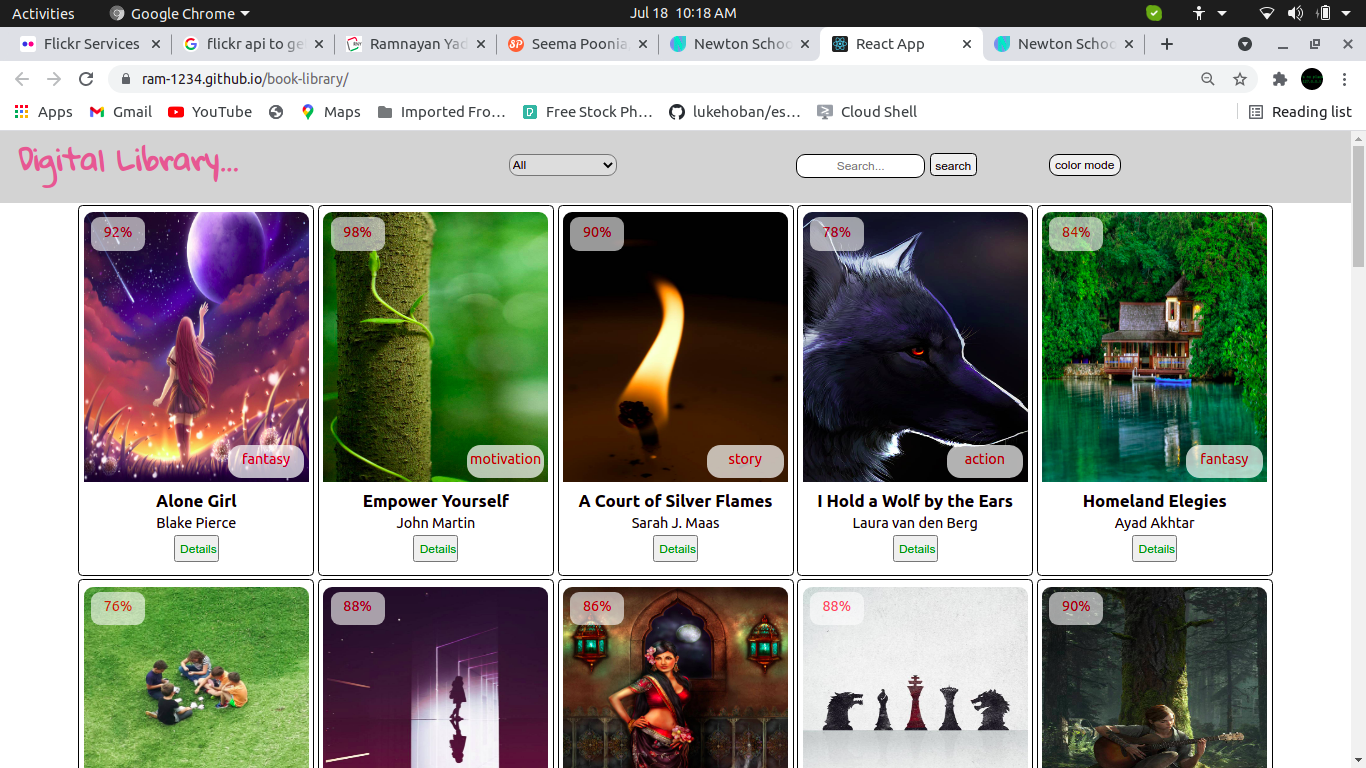 Activities Google Chrome Jul 18 10:18 AM
Flickr Services flickr api to ge Ramnayan Yad Seema Poonia Newton Schoo React App Newton Schoo
ram-1234.github.io/book-library/
Apps Gmail YouTube Maps Imported Fro… Free Stock Ph… lukehoban/es… Cloud Shell Reading list
Digital Library... All Search... search color mode
92% 98% 90% 78% 84%
fantasy motivation story action fantasy
Alone Girl Empower Yourself A Court of Silver Flames I Hold a Wolf by the Ears Homeland Elegies
Blake Pierce John Martin Sarah J. Maas Laura van den Berg Ayad Akhtar
Details Details Details Details Details
76% 88% 86% 88% 90%